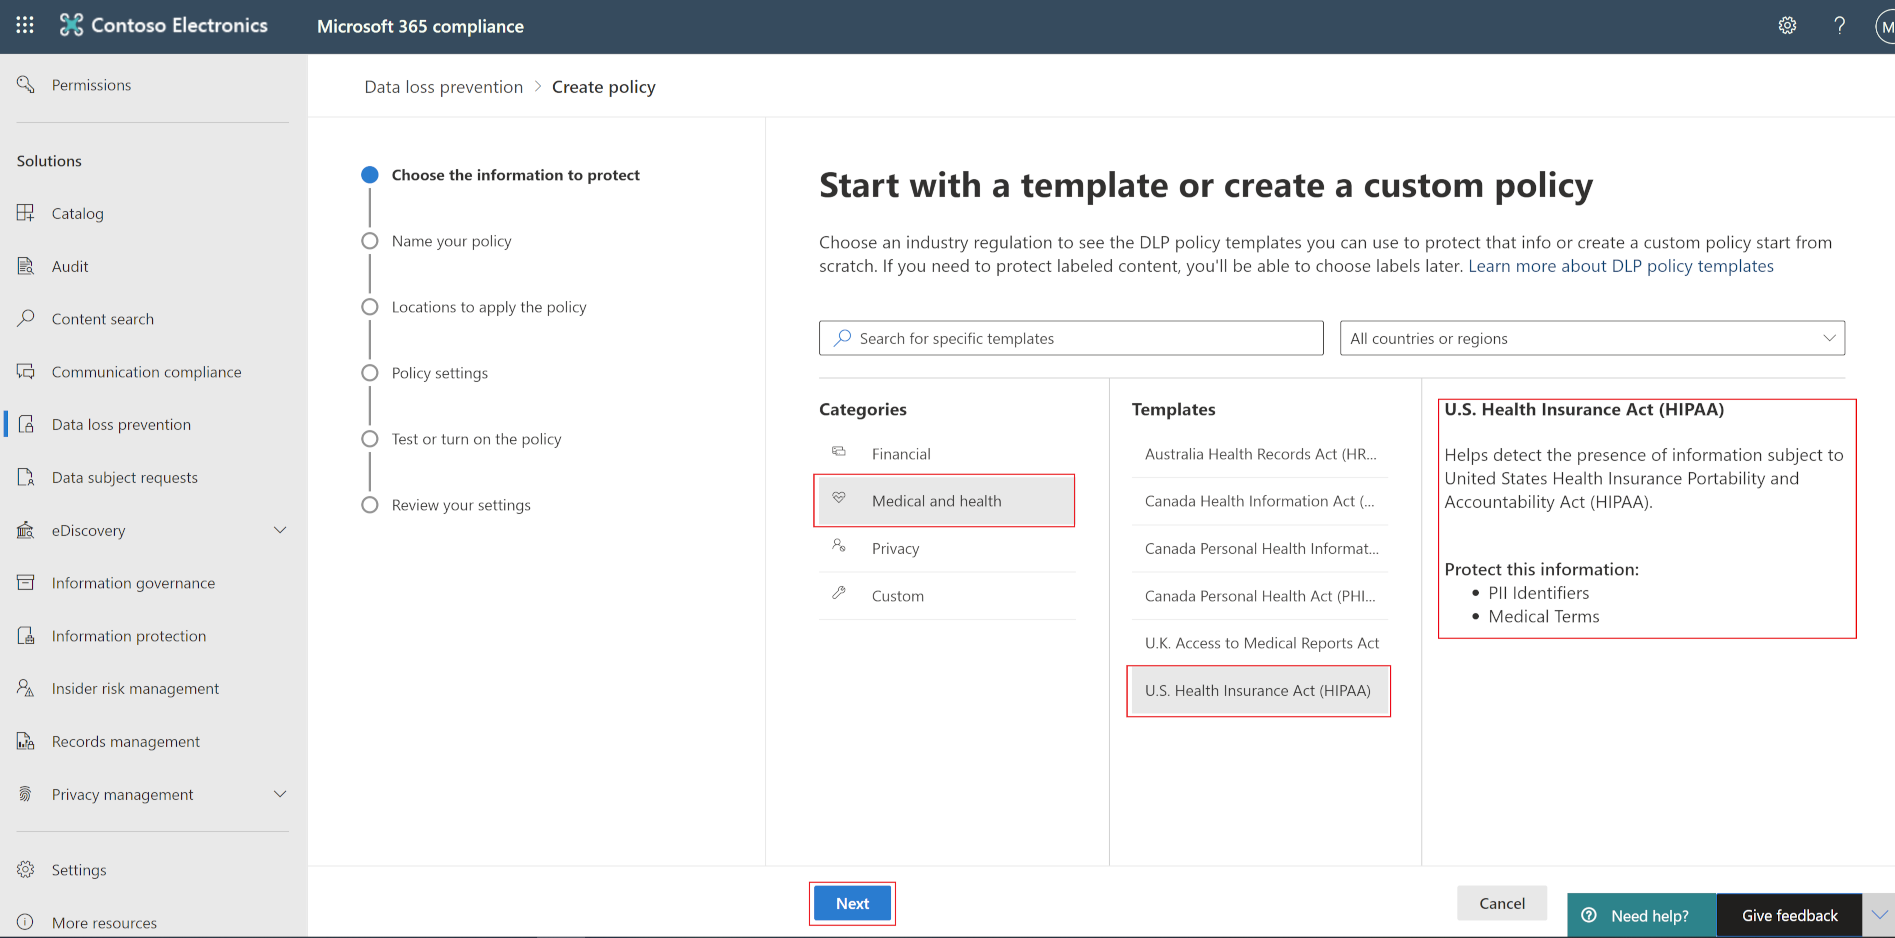 Contoso Electronics
Microsoft 365 compliance
?
M
Permissions
Solutions
Catalog
Audit
Content search
Communication compliance
Data loss prevention
Data subject requests
eDiscovery
Information governance
Information protection
Insider risk management
Records management
Privacy management
Settings
More resources
Data loss prevention > Create policy
Choose the information to protect
Name your policy
Locations to apply the policy
Policy settings
Test or turn on the policy
Review your settings
Start with a template or create a custom policy
Choose an industry regulation to see the DLP policy templates you can use to protect that info or create a custom policy start from
scratch. If you need to protect labeled content, you'll be able to choose labels later. Learn more about DLP policy templates
Search for specific templates
All countries or regions
Categories
Financial
Medical and health
Privacy
Custom
Templates
Australia Health Records Act (HR...
Canada Health Information Act (...
Canada Personal Health Informat...
Canada Personal Health Act (PHI...
U.K. Access to Medical Reports Act
U.S. Health Insurance Act (HIPAA)
U.S. Health Insurance Act (HIPAA)
Helps detect the presence of information subject to
United States Health Insurance Portability and
Accountability Act (HIPAA).
Protect this information:
• PII Identifiers
• Medical Terms
Next
Cancel
Need help?
Give feedback